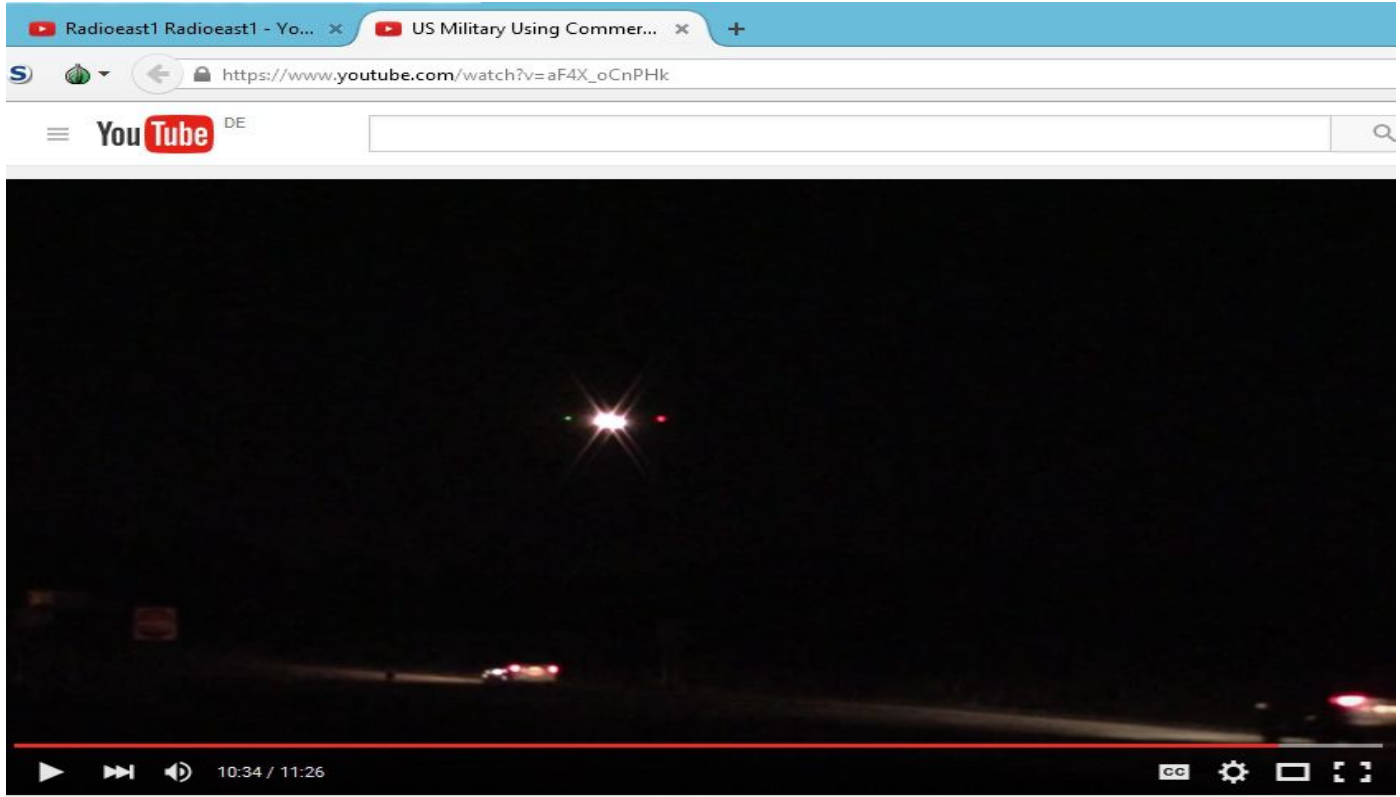 Radioeast1 Radioeast1 - Yo... US Military Using Commer...
https://www.youtube.com/watch?v=aF4X_oCnPHk
YouTube DE
10:34 / 11:26 CC